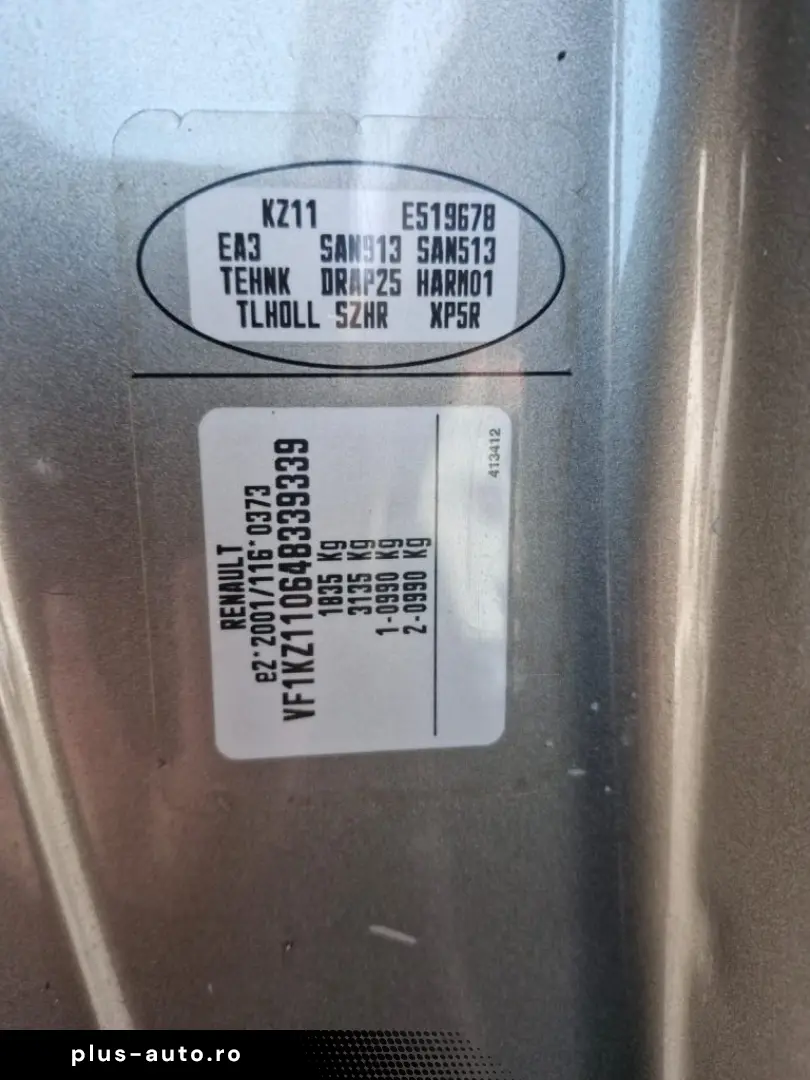 KZ11 E519678
EA3 SAN913 SAN513
TEHNK DRAP25 HARM01
TLHOLL SZHR XP5R
RENAULT
e2*2001/116*0373
VF1KZ110648339339
1835 Kg
3135 Kg
1-0990 Kg
2-0990 Kg
413412
plus-auto.ro